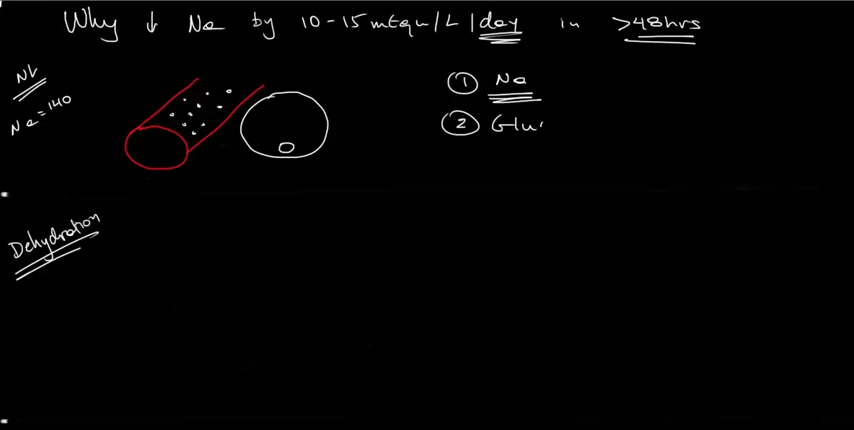 Why ↓ Na by 10-15 mEqu/L/day in >48hrs
Nl
Na=140
① Na
② Glu
Dehydration